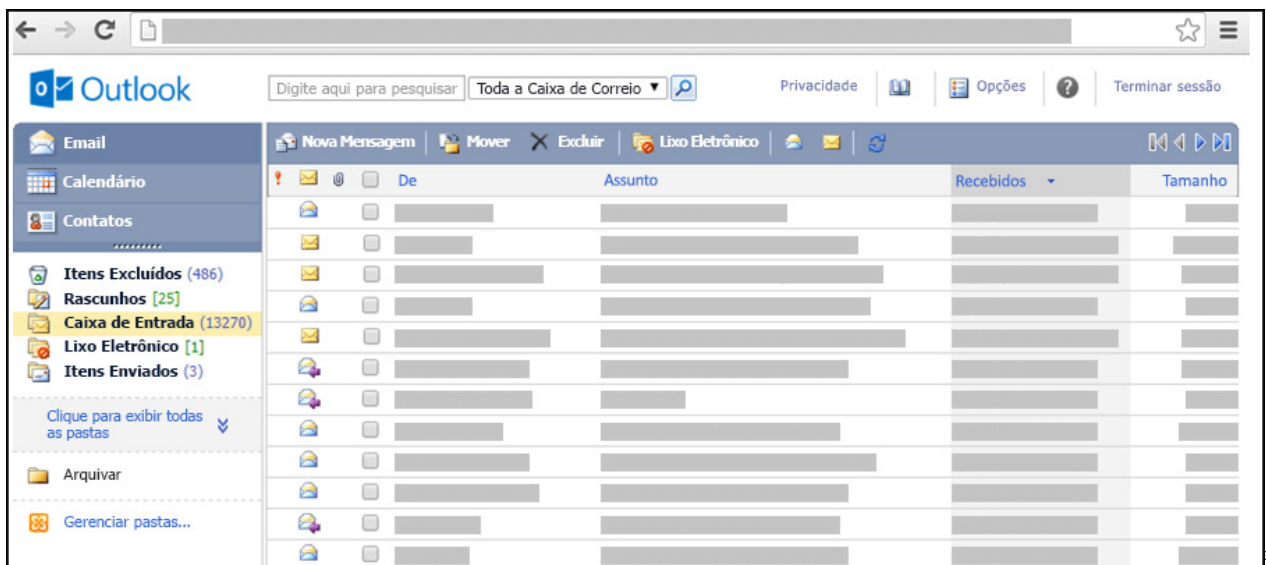 Outlook
Digite aqui para pesquisar Toda a Caixa de Correio Privacidade Opções Terminar sessão
Email
Calendário
Contatos
Itens Excluídos (486)
Rascunhos [25]
Caixa de Entrada (13270)
Lixo Eletrônico [1]
Itens Enviados (3)
Clique para exibir todas
as pastas
Arquivar
Gerenciar pastas...
Nova Mensagem Mover Excluir Lixo Eletrônico
De Assunto Recebidos Tamanho